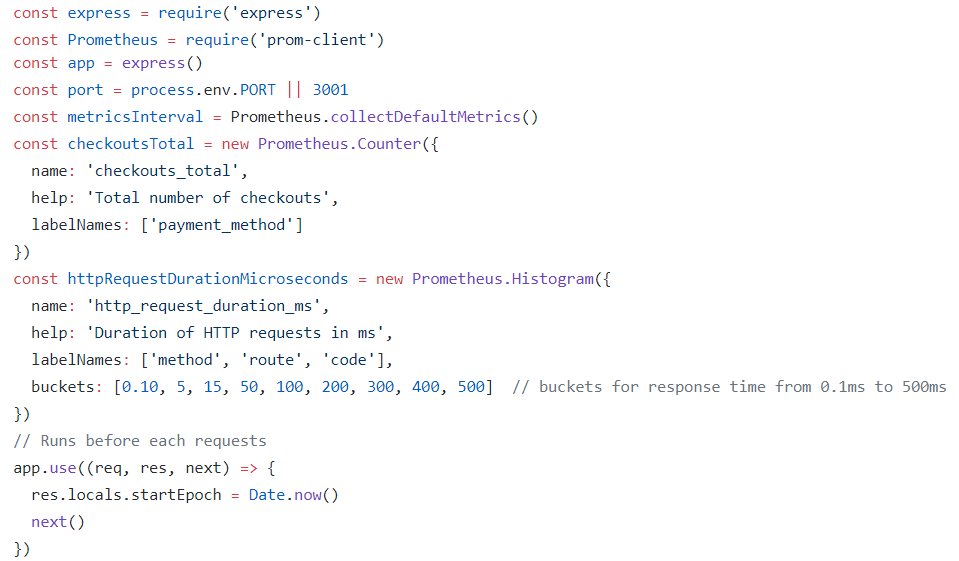 const express = require('express')
const Prometheus = require('prom-client')
const app = express()
const port = process.env.PORT || 3001
const metricsInterval = Prometheus.collectDefaultMetrics()
const checkoutsTotal = new Prometheus.Counter({
  name: 'checkouts_total',
  help: 'Total number of checkouts',
  labelNames: ['payment_method']
})
const httpRequestDurationMicroseconds = new Prometheus.Histogram({
  name: 'http_request_duration_ms',
  help: 'Duration of HTTP requests in ms',
  labelNames: ['method', 'route', 'code'],
  buckets: [0.10, 5, 15, 50, 100, 200, 300, 400, 500]  // buckets for response time from 0.1ms to 500ms
})
// Runs before each requests
app.use((req, res, next) => {
  res.locals.startEpoch = Date.now()
  next()
})